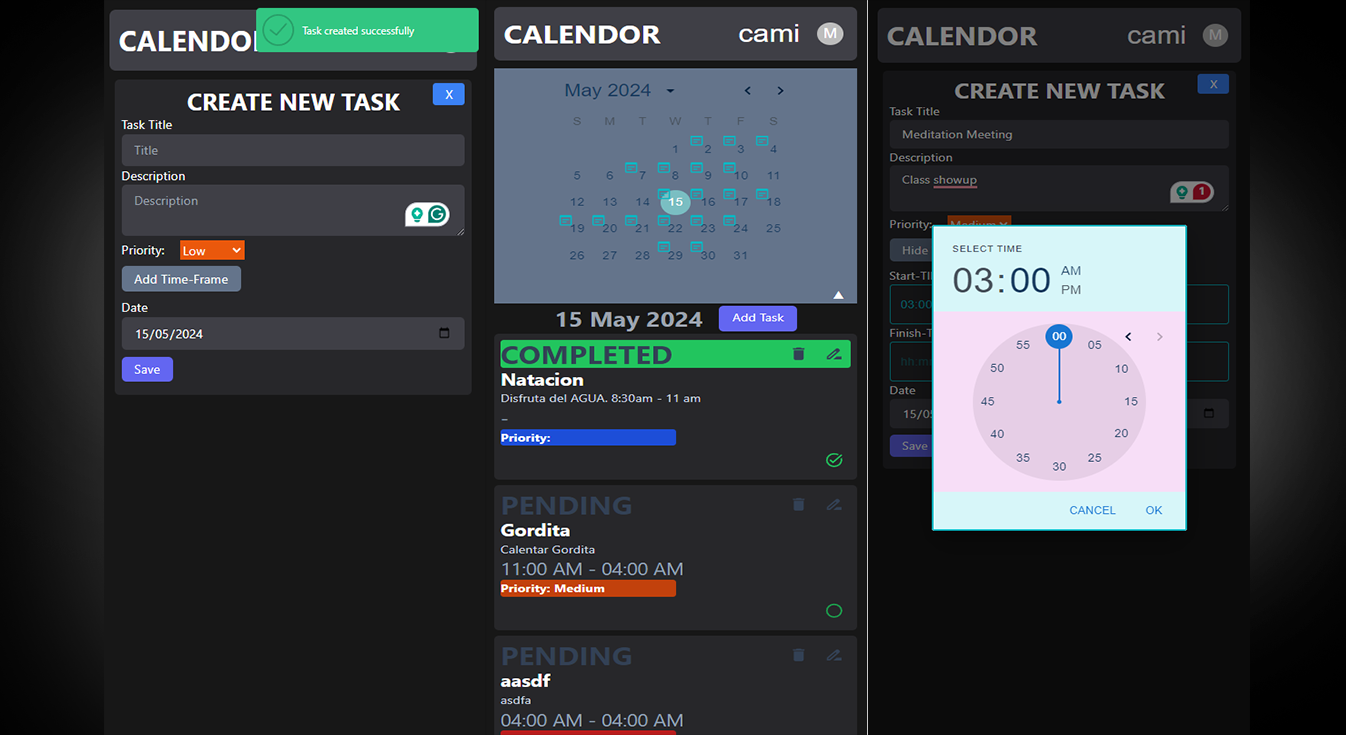 CALENDO
Task created successfully
CREATE NEW TASK
X
Task Title
Title
Description
Description
Priority:
Low
Add Time-Frame
Date
15/05/2024
Save
CALENDOR
cami
M
May 2024
S M T W T F S
1 2 3 4
5 6 7 8 9 10 11
12 13 14 15 16 17 18
19 20 21 22 23 24 25
26 27 28 29 30 31
15 May 2024
Add Task
COMPLETED
Natacion
Disfruta del AGUA. 8:30am - 11 am
-
Priority:
PENDING
Gordita
Calentar Gordita
11:00 AM - 04:00 AM
Priority: Medium
PENDING
aasdf
asdfa
04:00 AM - 04:00 AM
CALENDOR
cami
M
CREATE NEW TASK
X
Task Title
Meditation Meeting
Description
Class showup
1
Priority:
Medium
Hide
Start-TI
03:00
Finish-T
hh:m
Date
15/0
Save
SELECT TIME
03:00
AM
PM
00
55 05
50 10
45 15
40 20
35 25
30
CANCEL
OK